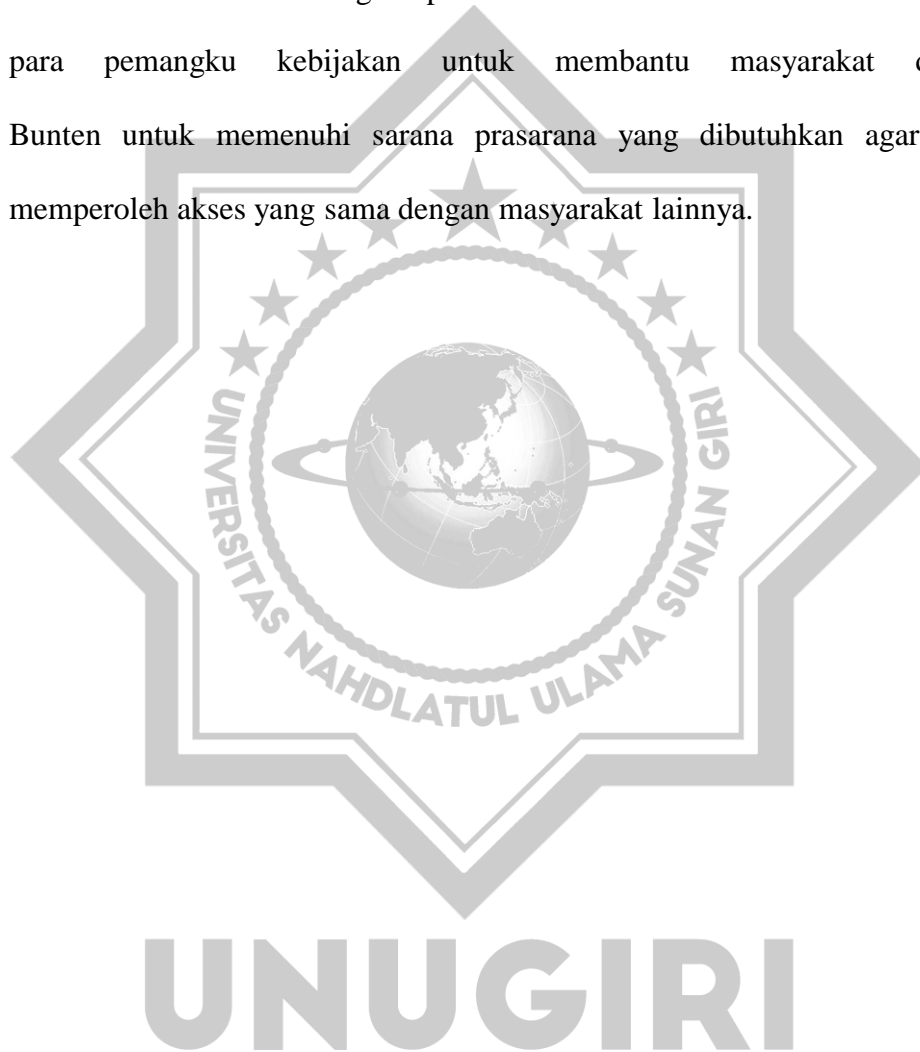 para pemangku kebijakan untuk membantu masyarakat
Bunten untuk memenuhi sarana prasarana yang dibutuhkan agar
memperoleh akses yang sama dengan masyarakat lainnya.
UNIVERSITAS NAHDLATUL ULAMA SUNAN GIRI
UNUGIRI